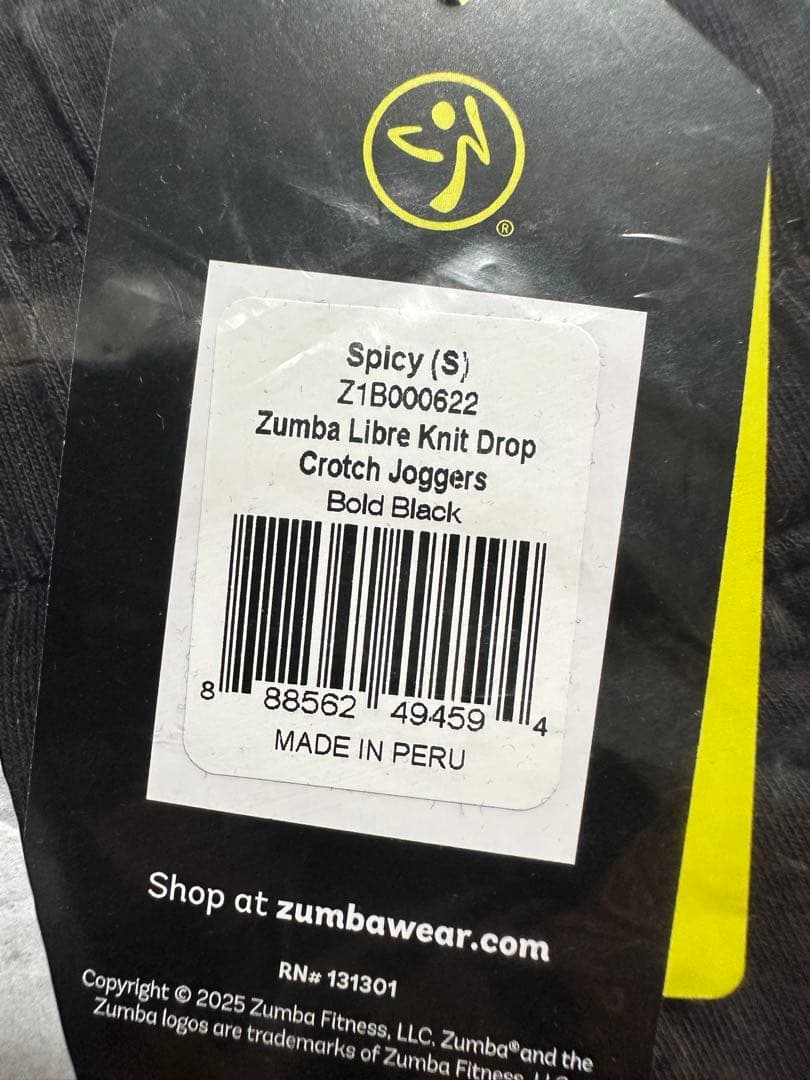 ®
Spicy (S)
Z1B000622
Zumba Libre Knit Drop
Crotch Joggers
Bold Black
8 88562 49459 4
MADE IN PERU
Shop at zumbawear.com
RN# 131301
Copyright © 2025 Zumba Fitness, LLC. Zumba® and the
Zumba logos are trademarks of Zumba Fitness, LLC